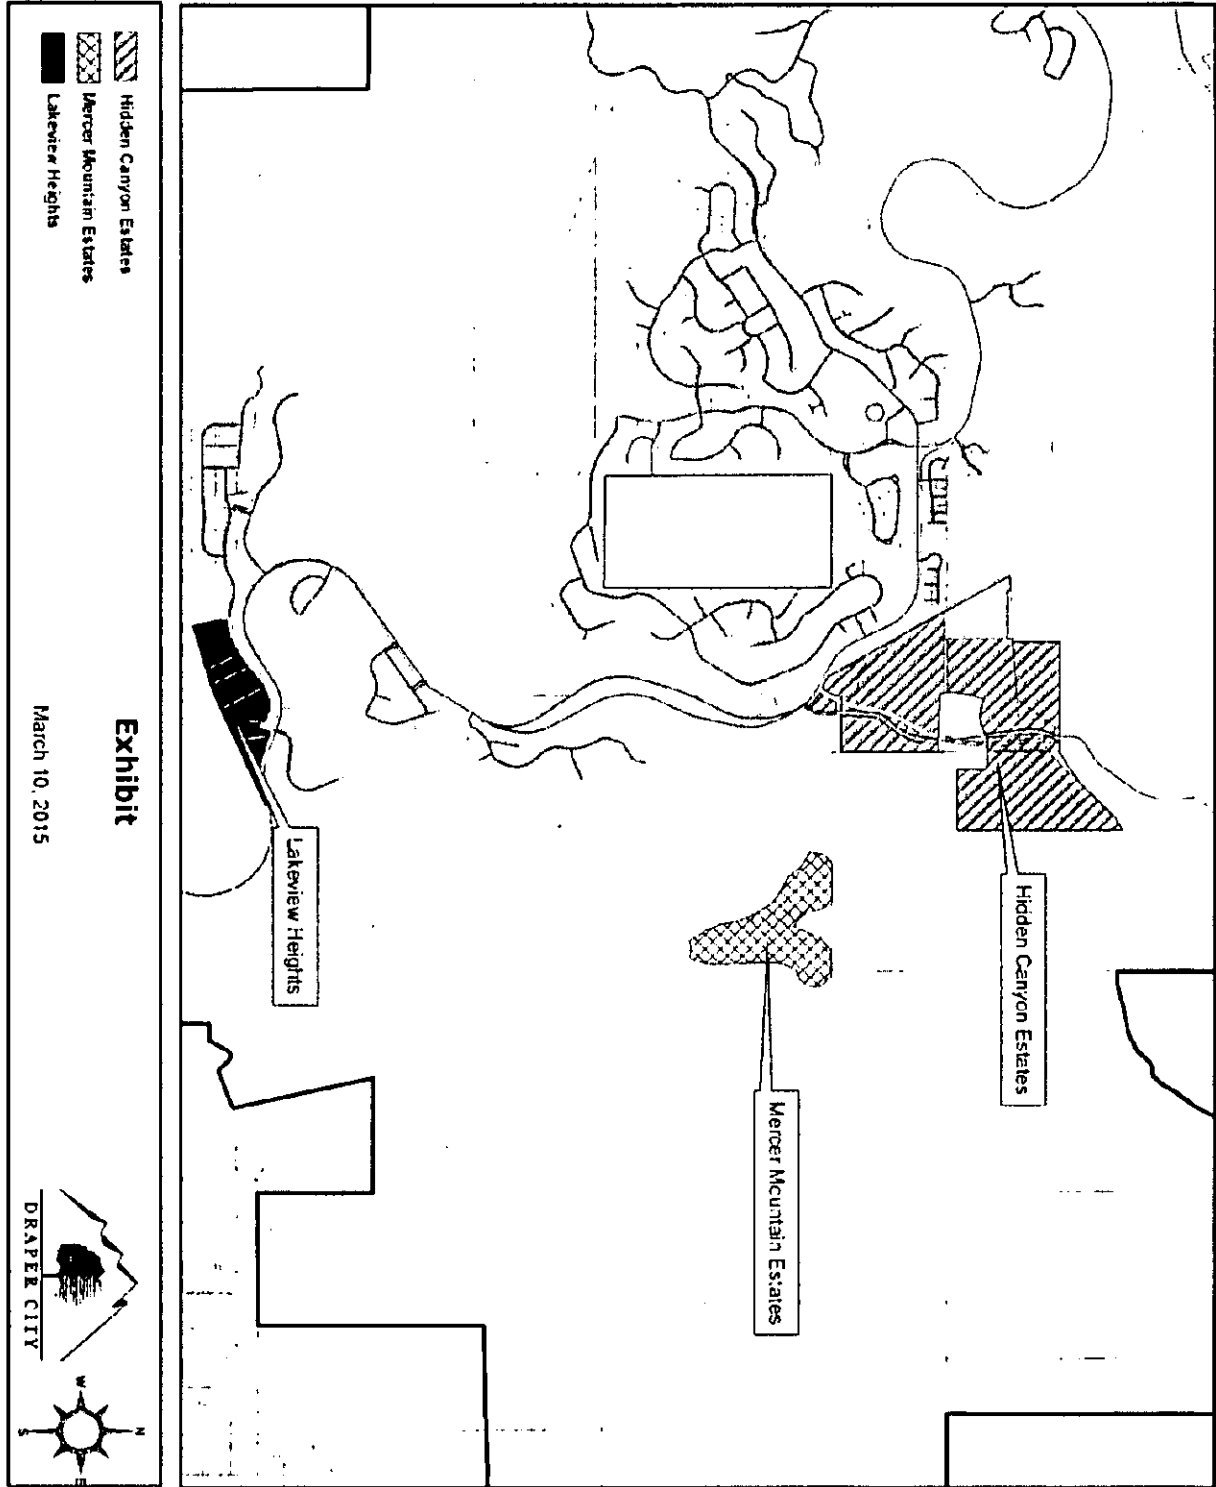 Hidden Canyon Estates
Mercer Mountain Estates
Lakeview Heights
Hidden Canyon Estates
Mercer Mountain Estates
Lakeview Heights
Exhibit
March 10, 2015
DRAPER CITY
N
W
E
S